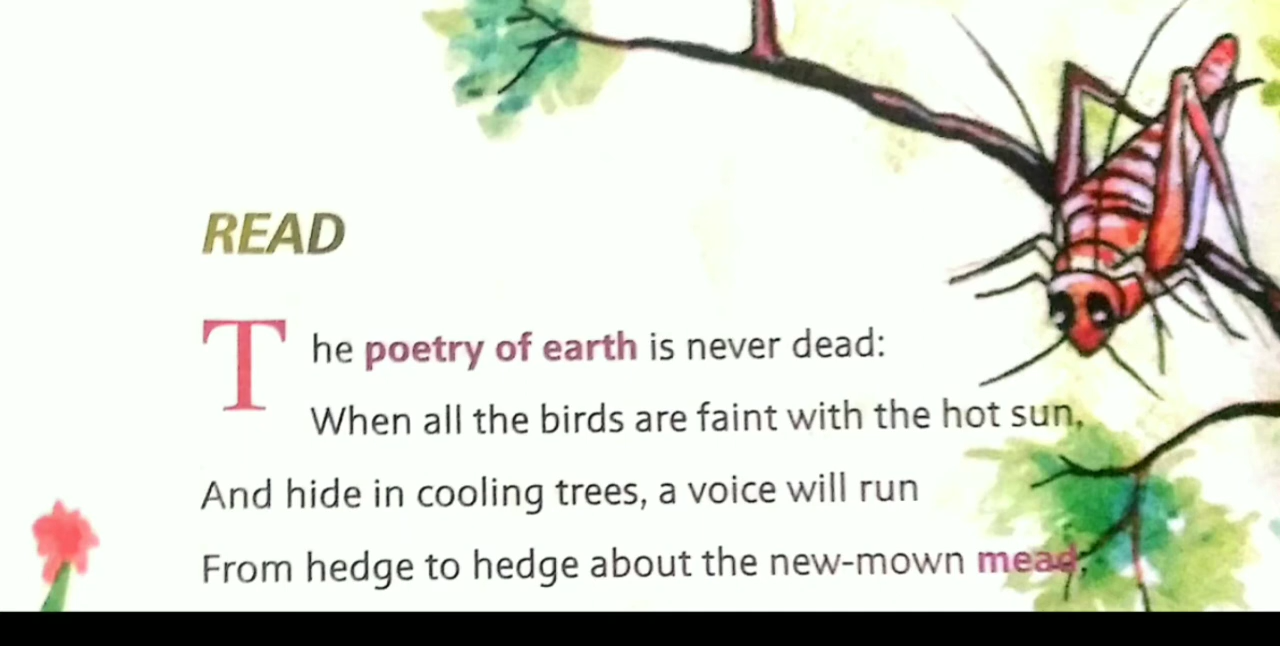 READ
The poetry of earth is never dead:
When all the birds are faint with the hot sun,
And hide in cooling trees, a voice will run
From hedge to hedge about the new-mown mead;